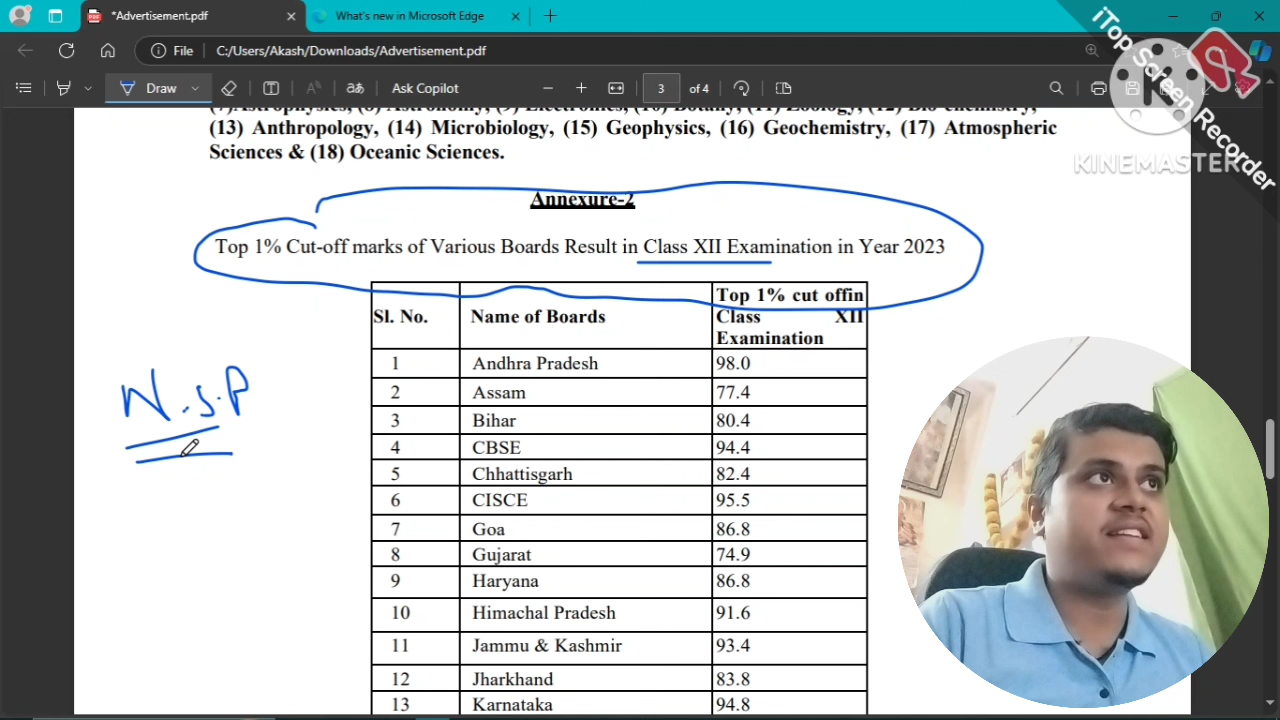 *Advertisement.pdf
What's new in Microsoft Edge
File
C:/Users/Akash/Downloads/Advertisement.pdf
Draw
Ask Copilot
3 of 4
iTop Screen Recorder
K
KINEMASTER
(13) Anthropology, (14) Microbiology, (15) Geophysics, (16) Geochemistry, (17) Atmospheric
Sciences & (18) Oceanic Sciences.
Annexure-2
Top 1% Cut-off marks of Various Boards Result in Class XII Examination in Year 2023
Sl. No. Name of Boards Top 1% cut offin Class XII Examination
1 Andhra Pradesh 98.0
2 Assam 77.4
3 Bihar 80.4
4 CBSE 94.4
5 Chhattisgarh 82.4
6 CISCE 95.5
7 Goa 86.8
8 Gujarat 74.9
9 Haryana 86.8
10 Himachal Pradesh 91.6
11 Jammu & Kashmir 93.4
12 Jharkhand 83.8
13 Karnataka 94.8
N.S.P